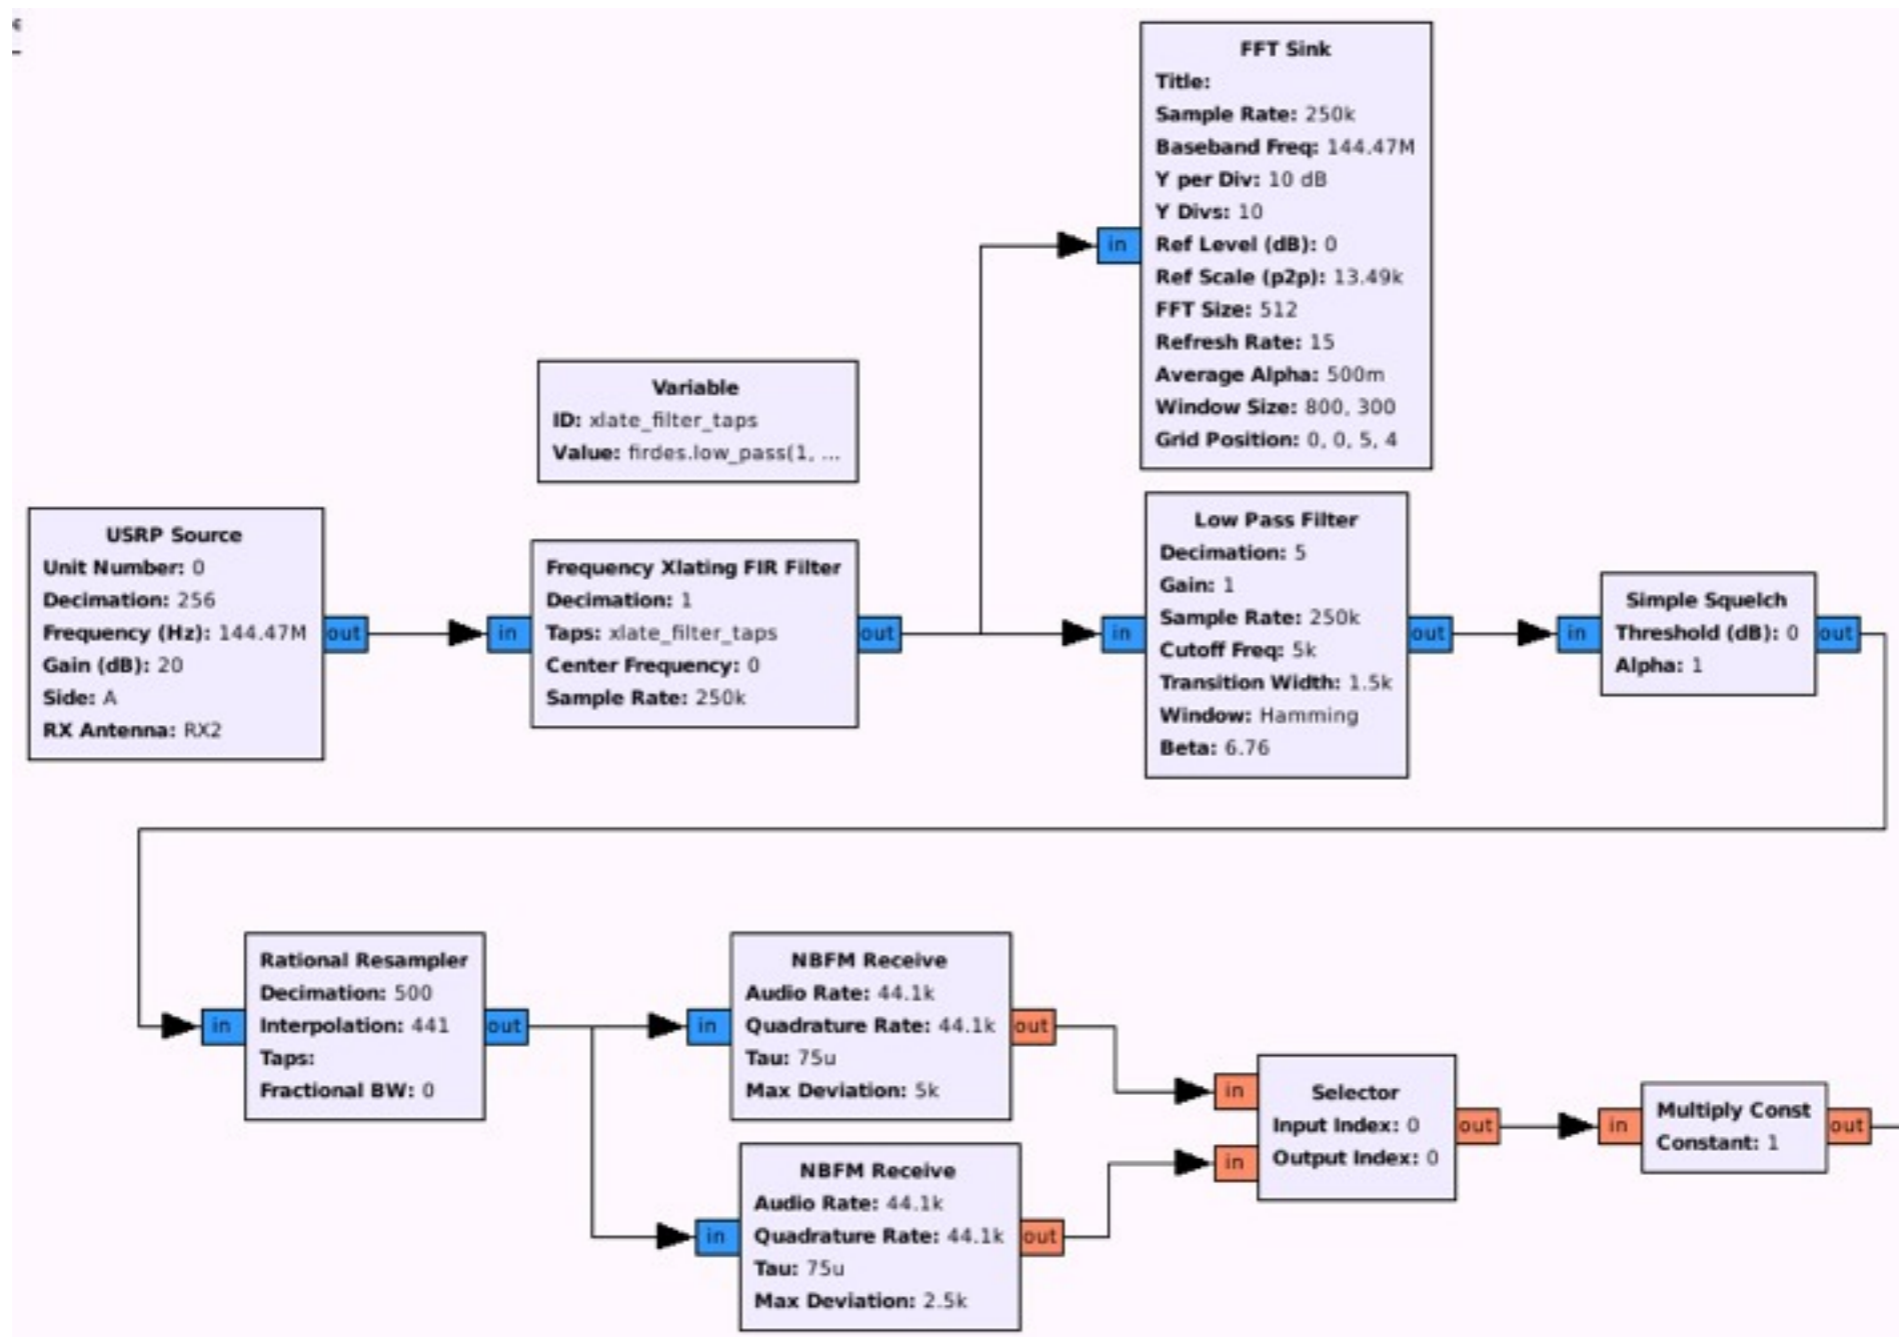 FFT Sink
Title:
Sample Rate: 250k
Baseband Freq: 144.47M
Y per Div: 10 dB
Y Divs: 10
Ref Level (dB): 0
Ref Scale (p2p): 13.49k
FFT Size: 512
Refresh Rate: 15
Average Alpha: 500m
Window Size: 800, 300
Grid Position: 0, 0, 5, 4
in
Variable
ID: xlate_filter_taps
Value: firdes.low_pass(1, ...
USRP Source
Unit Number: 0
Decimation: 256
Frequency (Hz): 144.47M
Gain (dB): 20
Side: A
RX Antenna: RX2
out
in
Frequency Xlating FIR Filter
Decimation: 1
Taps: xlate_filter_taps
Center Frequency: 0
Sample Rate: 250k
out
in
Low Pass Filter
Decimation: 5
Gain: 1
Sample Rate: 250k
Cutoff Freq: 5k
Transition Width: 1.5k
Window: Hamming
Beta: 6.76
out
in
Simple Squelch
Threshold (dB): 0
Alpha: 1
out
in
Rational Resampler
Decimation: 500
Interpolation: 441
Taps:
Fractional BW: 0
out
in
NBFM Receive
Audio Rate: 44.1k
Quadrature Rate: 44.1k
Tau: 75u
Max Deviation: 5k
out
in
NBFM Receive
Audio Rate: 44.1k
Quadrature Rate: 44.1k
Tau: 75u
Max Deviation: 2.5k
out
in
in
Selector
Input Index: 0
Output Index: 0
out
in
Multiply Const
Constant: 1
out